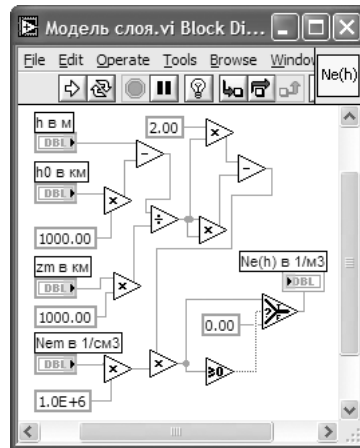 Модель слоя.vi Block Di...
File Edit Operate Tools Browse Window
Ne(h)
h в м
DBL
2.00
×
-
-
h0 в км
DBL
×
÷
×
1000.00
Ne(h) в 1/м3
DBL
zm в км
DBL
×
1000.00
0.00
? T F
Nem в 1/см3
DBL
×
×
≥0
1.0E+6